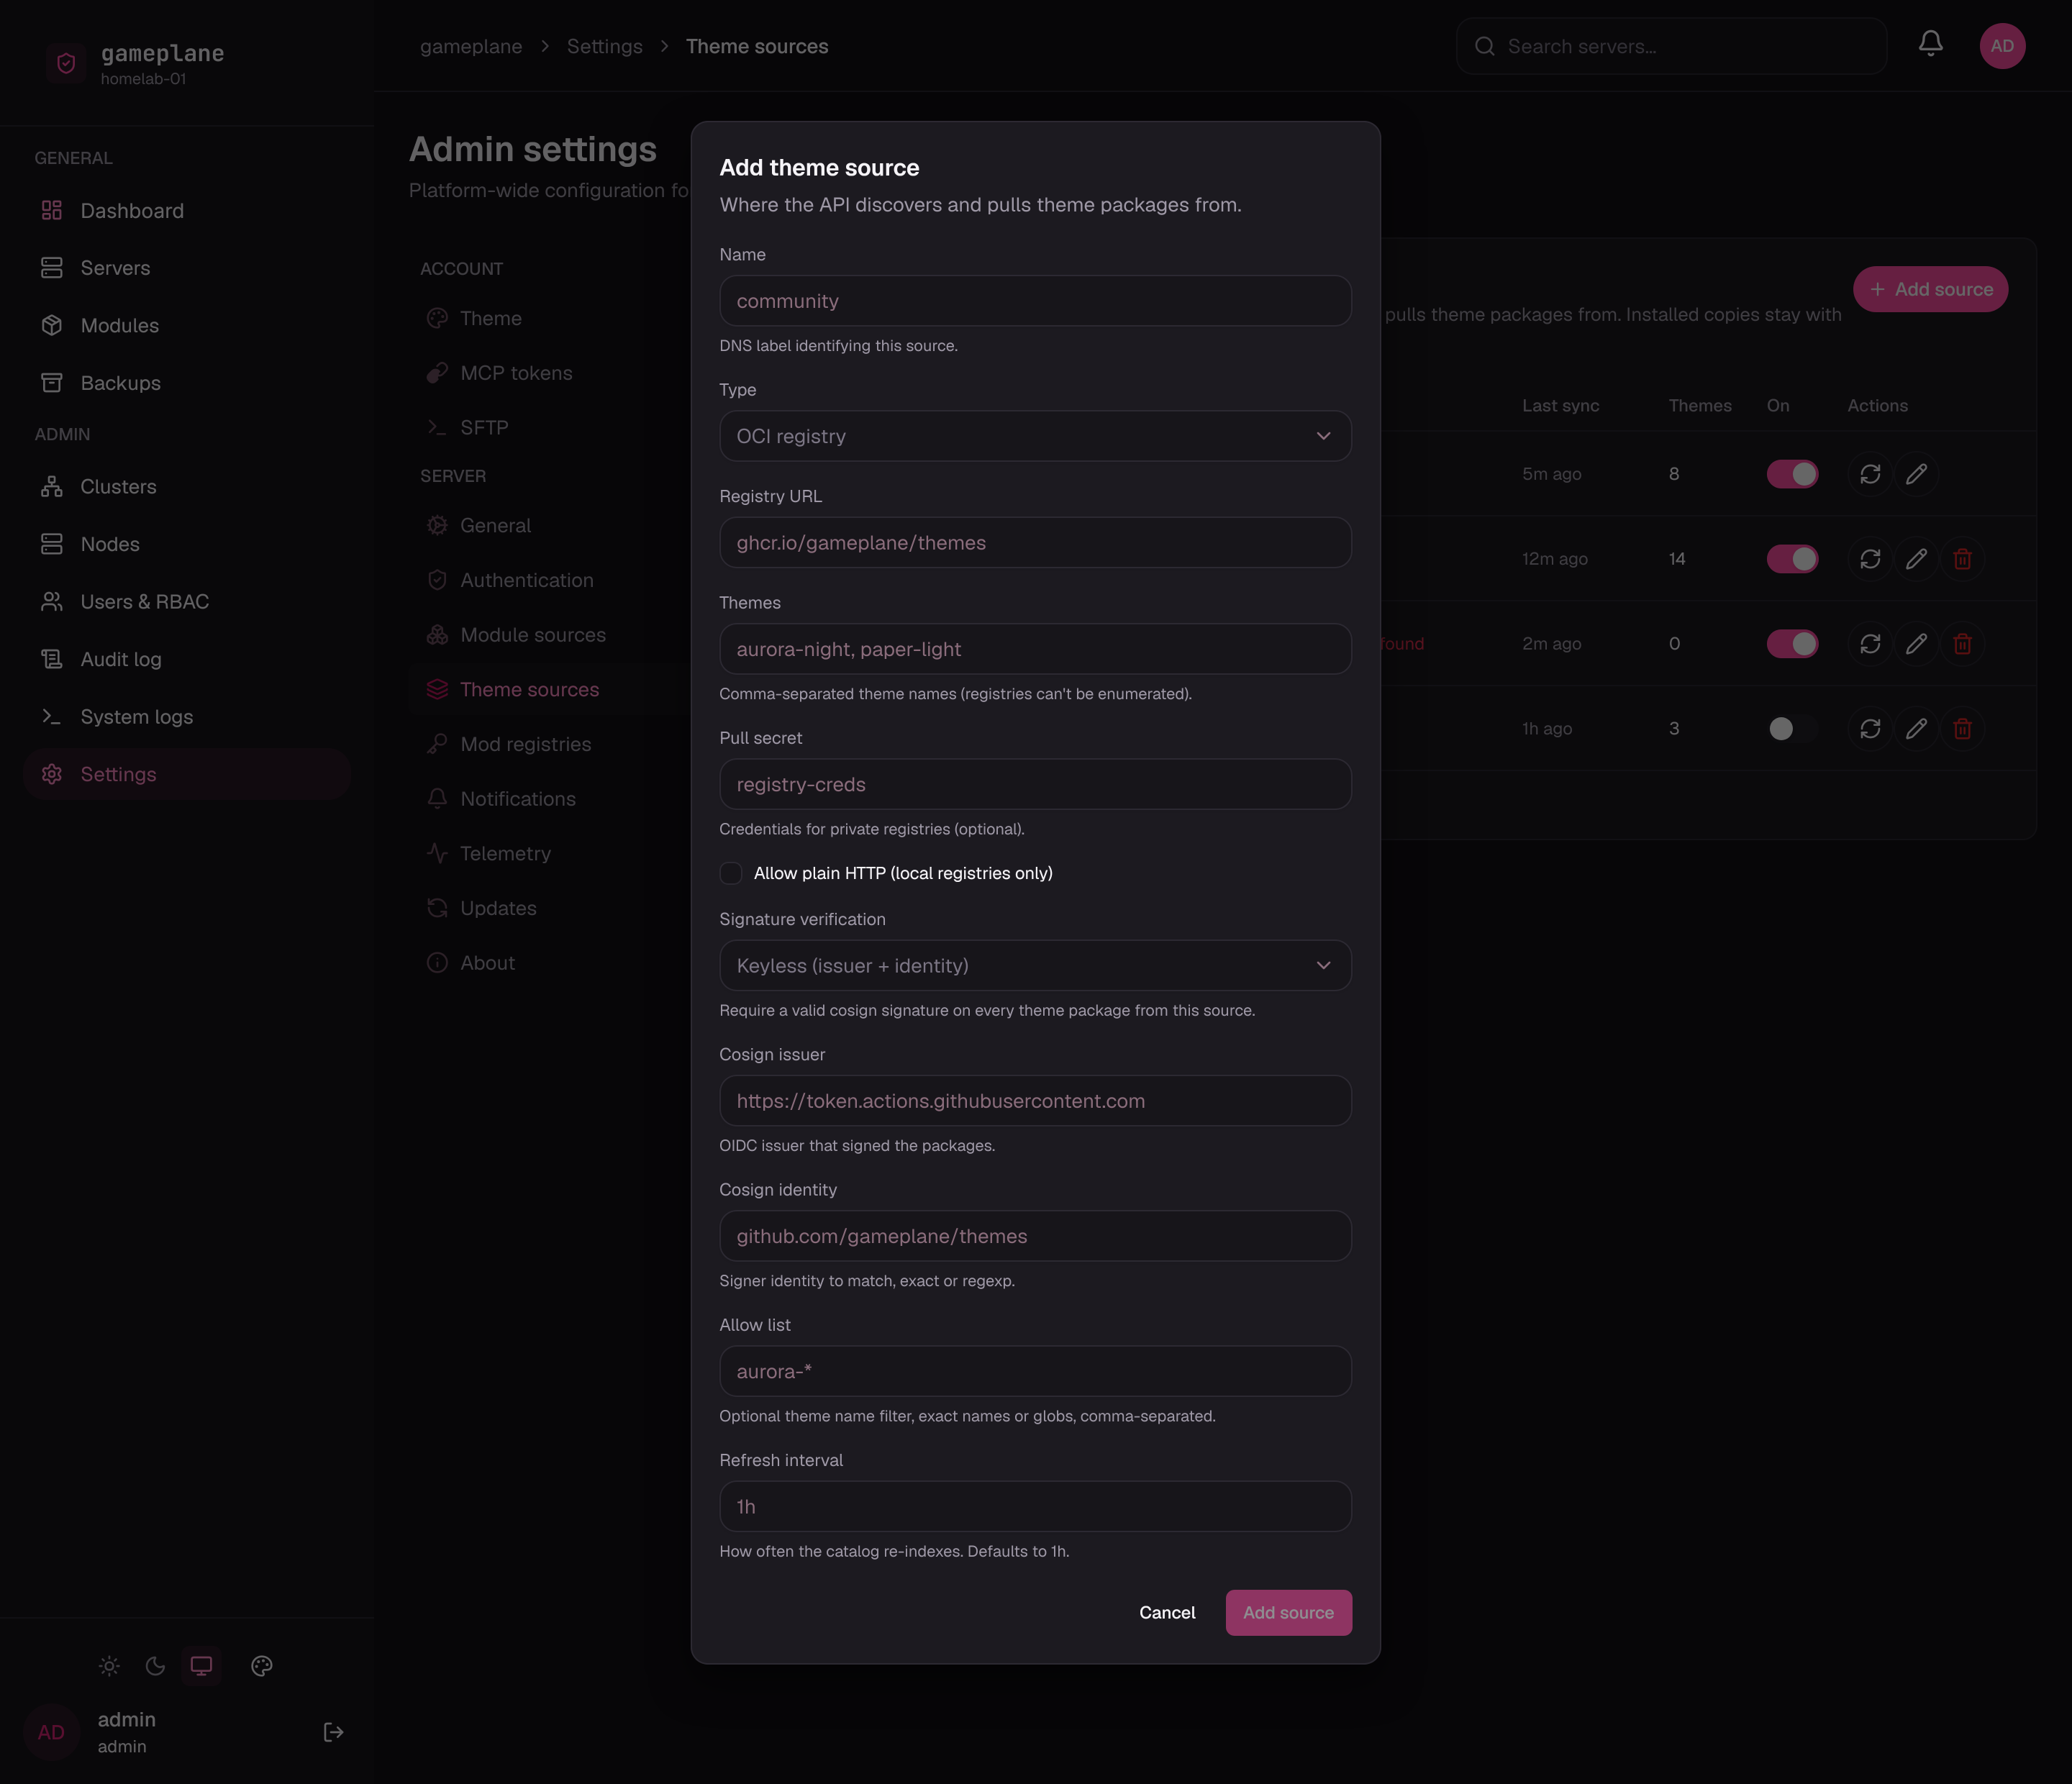 gameplane
homelab-01
GENERAL
Dashboard
Servers
Modules
Backups
ADMIN
Clusters
Nodes
Users & RBAC
Audit log
System logs
Settings
AD
admin
admin
gameplane > Settings > Theme sources
Search servers...
AD
Admin settings
Platform-wide configuration fo
ACCOUNT
Theme
MCP tokens
SFTP
SERVER
General
Authentication
Module sources
Theme sources
Mod registries
Notifications
Telemetry
Updates
About
Add source
pulls theme packages from. Installed copies stay with
Last sync Themes On Actions
5m ago 8
12m ago 14
found 2m ago 0
1h ago 3
Add theme source
Where the API discovers and pulls theme packages from.
Name
community
DNS label identifying this source.
Type
OCI registry
Registry URL
ghcr.io/gameplane/themes
Themes
aurora-night, paper-light
Comma-separated theme names (registries can't be enumerated).
Pull secret
registry-creds
Credentials for private registries (optional).
Allow plain HTTP (local registries only)
Signature verification
Keyless (issuer + identity)
Require a valid cosign signature on every theme package from this source.
Cosign issuer
https://token.actions.githubusercontent.com
OIDC issuer that signed the packages.
Cosign identity
github.com/gameplane/themes
Signer identity to match, exact or regexp.
Allow list
aurora-*
Optional theme name filter, exact names or globs, comma-separated.
Refresh interval
1h
How often the catalog re-indexes. Defaults to 1h.
Cancel
Add source